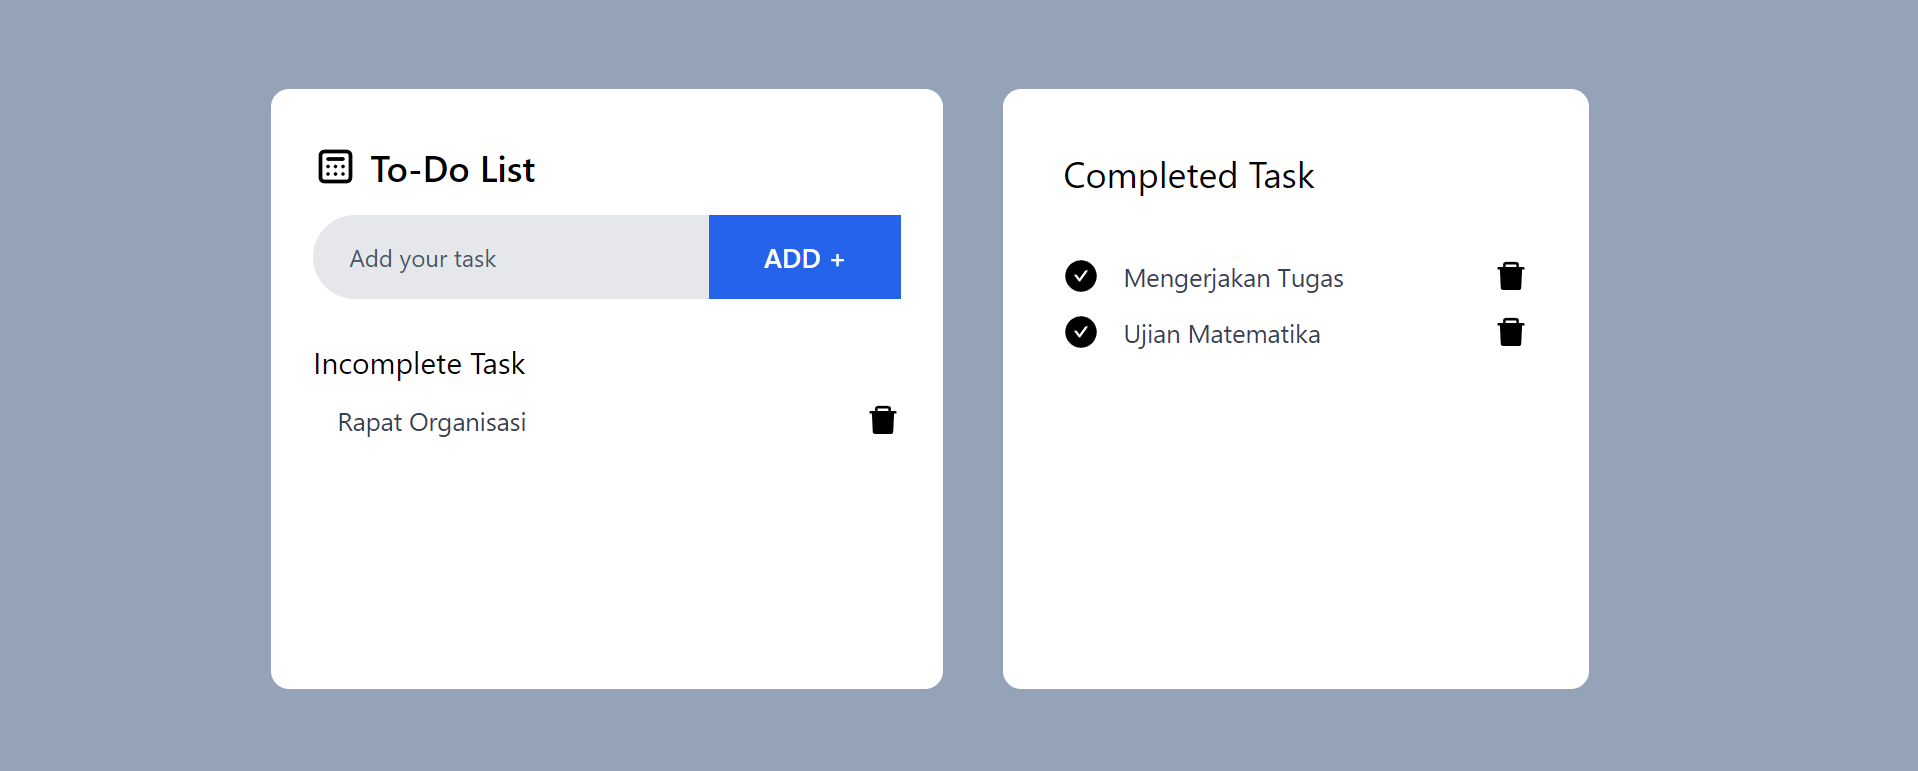 To-Do List
Add your task
ADD +
Incomplete Task
Rapat Organisasi
Completed Task
Mengerjakan Tugas
Ujian Matematika